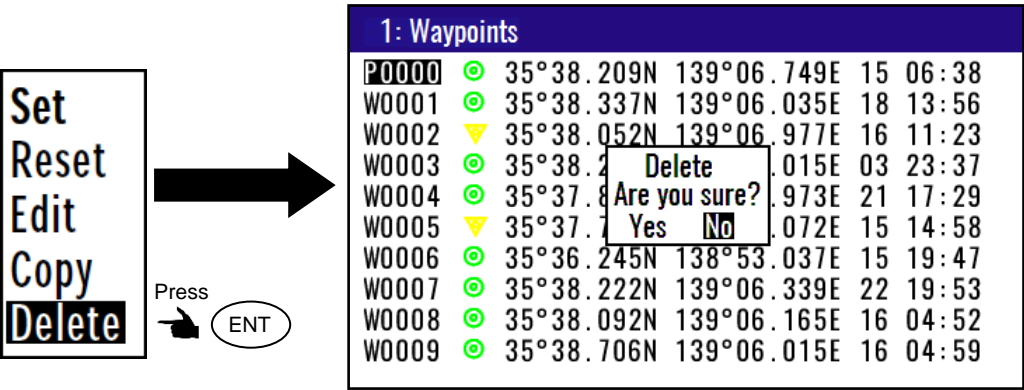 Set
Reset
Edit
Copy
Delete
Press
ENT
1: Waypoints
P0000 35°38.209N 139°06.749E 15 06:38
W0001 35°38.337N 139°06.035E 18 13:56
W0002 35°38.052N 139°06.977E 16 11:23
W0003 35°38.2 .015E 03 23:37
W0004 35°37.8 .973E 21 17:29
W0005 35°37. .072E 15 14:58
W0006 35°36.245N 138°53.037E 15 19:47
W0007 35°38.222N 139°06.339E 22 19:53
W0008 35°38.092N 139°06.165E 16 04:52
W0009 35°38.706N 139°06.015E 16 04:59
Delete
Are you sure?
Yes No